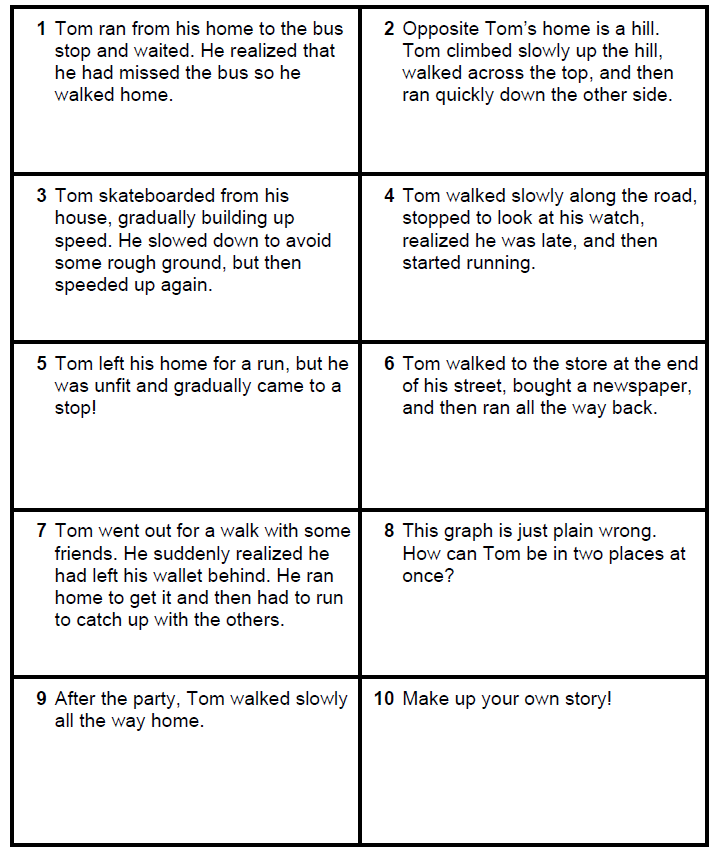 1 Tom ran from his home to the bus
stop and waited. He realized that
he had missed the bus so he
walked home.
2 Opposite Tom’s home is a hill.
Tom climbed slowly up the hill,
walked across the top, and then
ran quickly down the other side.
3 Tom skateboarded from his
house, gradually building up
speed. He slowed down to avoid
some rough ground, but then
speeded up again.
4 Tom walked slowly along the road,
stopped to look at his watch,
realized he was late, and then
started running.
5 Tom left his home for a run, but he
was unfit and gradually came to a
stop!
6 Tom walked to the store at the end
of his street, bought a newspaper,
and then ran all the way back.
7 Tom went out for a walk with some
friends. He suddenly realized he
had left his wallet behind. He ran
home to get it and then had to run
to catch up with the others.
8 This graph is just plain wrong.
How can Tom be in two places at
once?
9 After the party, Tom walked slowly
all the way home.
10 Make up your own story!